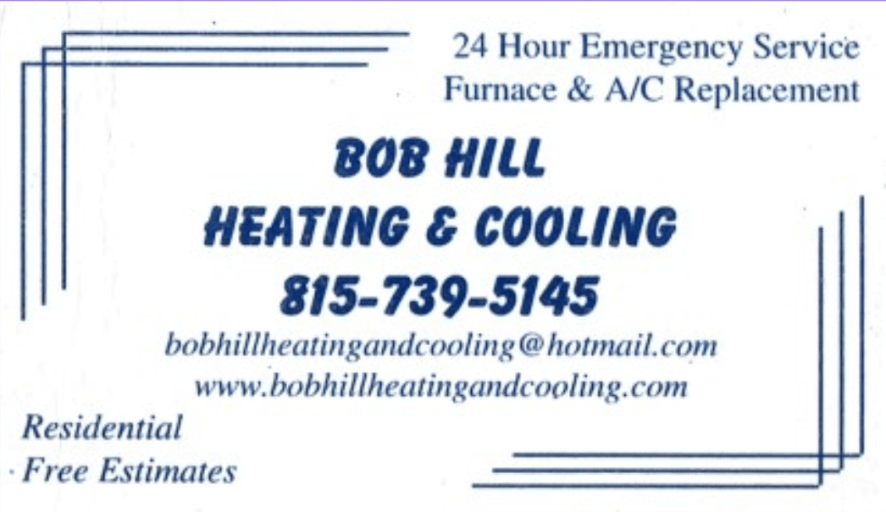 24 Hour Emergency Service
Furnace & A/C Replacement
BOB HILL
HEATING & COOLING
815-739-5145
bobhillheatingandcooling@hotmail.com
www.bobhillheatingandcooling.com
Residential
Free Estimates